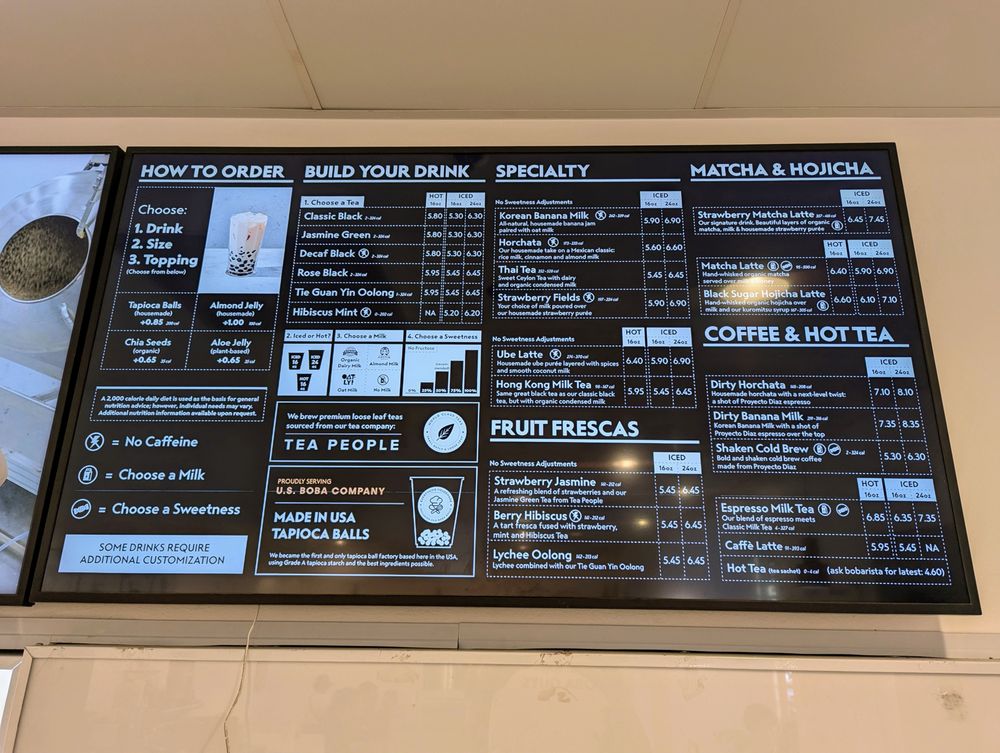 HOW TO ORDER
Choose:
1. Drink
2. Size
3. Topping
(Choose from below)
Tapioca Balls
(housemade)
+0.85
Almond Jelly
(housemade)
+1.00
Chia Seeds
(organic)
+0.65
Aloe Jelly
(plant-based)
+0.65
A 2,000 calorie daily diet is used as the basis for general
nutrition advice; however, individual needs may vary.
Additional nutrition information available upon request.
= No Caffeine
= Choose a Milk
= Choose a Sweetness
SOME DRINKS REQUIRE
ADDITIONAL CUSTOMIZATION
BUILD YOUR DRINK
1. Choose a Tea
HOT ICED
16oz 16oz 24oz
Classic Black 5.80 5.30 6.30
Jasmine Green 5.80 5.30 6.30
Decaf Black 5.80 5.30 6.30
Rose Black 5.95 5.45 6.45
Tie Guan Yin Oolong 5.95 5.45 6.45
Hibiscus Mint NA 5.20 6.20
2. Iced or Hot?
ICED 16 oz
ICED 24 oz
HOT 16 oz
3. Choose a Milk
Organic Dairy Milk
Almond Milk
OATLY!
Oat Milk
No Milk
4. Choose a Sweetness
No Fructose
0% 25% 50% 75% 100%
We brew premium loose leaf teas
sourced from our tea company:
TEA PEOPLE
PROUDLY SERVING
U.S. BOBA COMPANY
MADE IN USA
TAPIOCA BALLS
We became the first and only tapioca ball factory based here in the USA,
using Grade A tapioca starch and the best ingredients possible.
SPECIALTY
No Sweetness Adjustments
ICED
16oz 24oz
Korean Banana Milk 5.90 6.90
All-natural, housemade banana jam
paired with oat milk
Horchata 5.60 6.60
Our housemade take on a Mexican classic:
rice milk, cinnamon and almond milk
Thai Tea 5.45 6.45
Sweet Ceylon Tea with dairy
and organic condensed milk
Strawberry Fields 5.90 6.90
Your choice of milk poured over
our housemade strawberry purée
No Sweetness Adjustments
HOT ICED
16oz 16oz 24oz
Ube Latte 6.40 5.90 6.90
Housemade ube purée layered with spices
and smooth coconut milk
Hong Kong Milk Tea 5.95 5.45 6.45
Same great black tea as our classic black
tea, but with organic condensed milk
FRUIT FRESCAS
No Sweetness Adjustments
ICED
16oz 24oz
Strawberry Jasmine 5.45 6.45
A refreshing blend of strawberries and our
Jasmine Green Tea from Tea People
Berry Hibiscus 5.45 6.45
A tart fresca fused with strawberry,
mint and Hibiscus Tea
Lychee Oolong 5.45 6.45
Lychee combined with our Tie Guan Yin Oolong
MATCHA & HOJICHA
ICED
16oz 24oz
Strawberry Matcha Latte 6.45 7.45
Our signature drink. Beautiful layers of organic
matcha, milk & housemade strawberry purée
HOT ICED
16oz 16oz 24oz
Matcha Latte 6.40 5.90 6.90
Hand-whisked organic matcha
served over milk honey
Black Sugar Hojicha Latte 6.60 6.10 7.10
Hand-whisked organic hojicha over
milk and our kuromitsu syrup
COFFEE & HOT TEA
ICED
16oz 24oz
Dirty Horchata 7.10 8.10
Housemade horchata with a next-level twist:
a shot of Proyecto Diaz espresso
Dirty Banana Milk 7.35 8.35
Korean Banana Milk with a shot of
Proyecto Diaz espresso over the top
Shaken Cold Brew 5.30 6.30
Bold and shaken cold brew coffee
made from Proyecto Diaz
HOT ICED
16oz 16oz 24oz
Espresso Milk Tea 6.85 6.35 7.35
Our blend of espresso meets
Classic Milk Tea
Caffè Latte 5.95 5.45 NA
Hot Tea (tea sachet) 0-4 cal (ask bobarista for latest: 4.60)